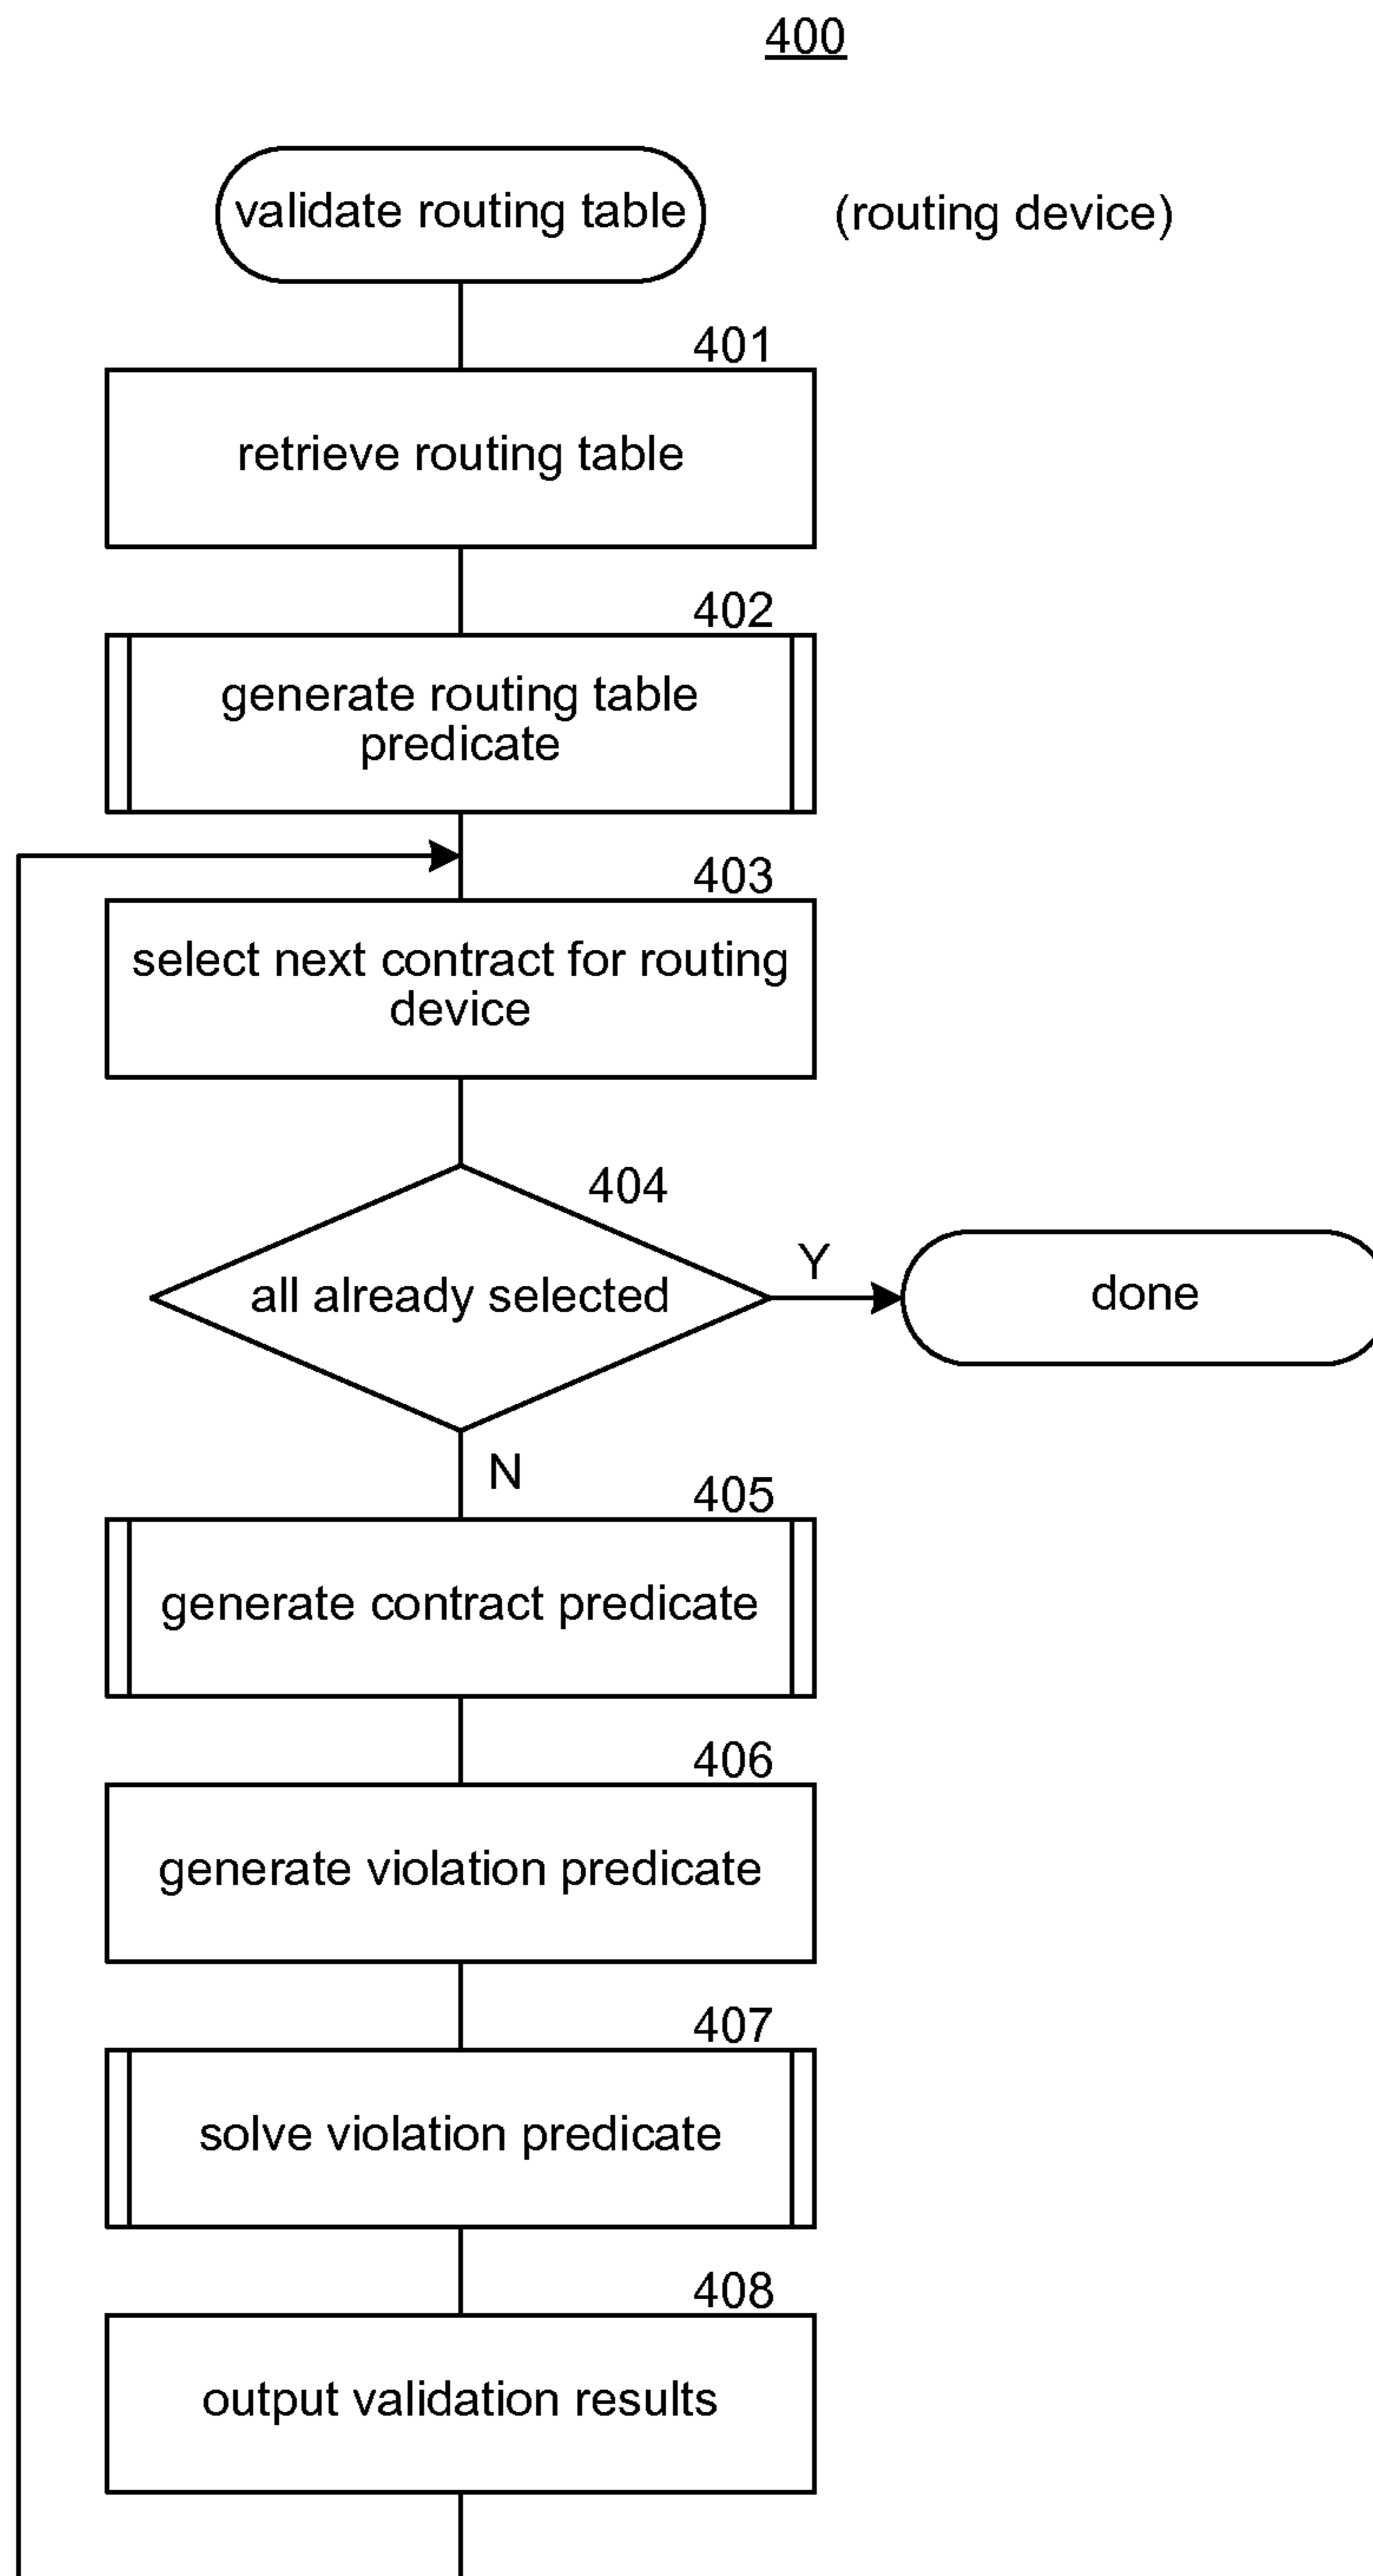 400
validate routing table
(routing device)
401
retrieve routing table
402
generate routing table
predicate
403
select next contract for routing
device
404
all already selected
Y
done
N
405
generate contract predicate
406
generate violation predicate
407
solve violation predicate
408
output validation results